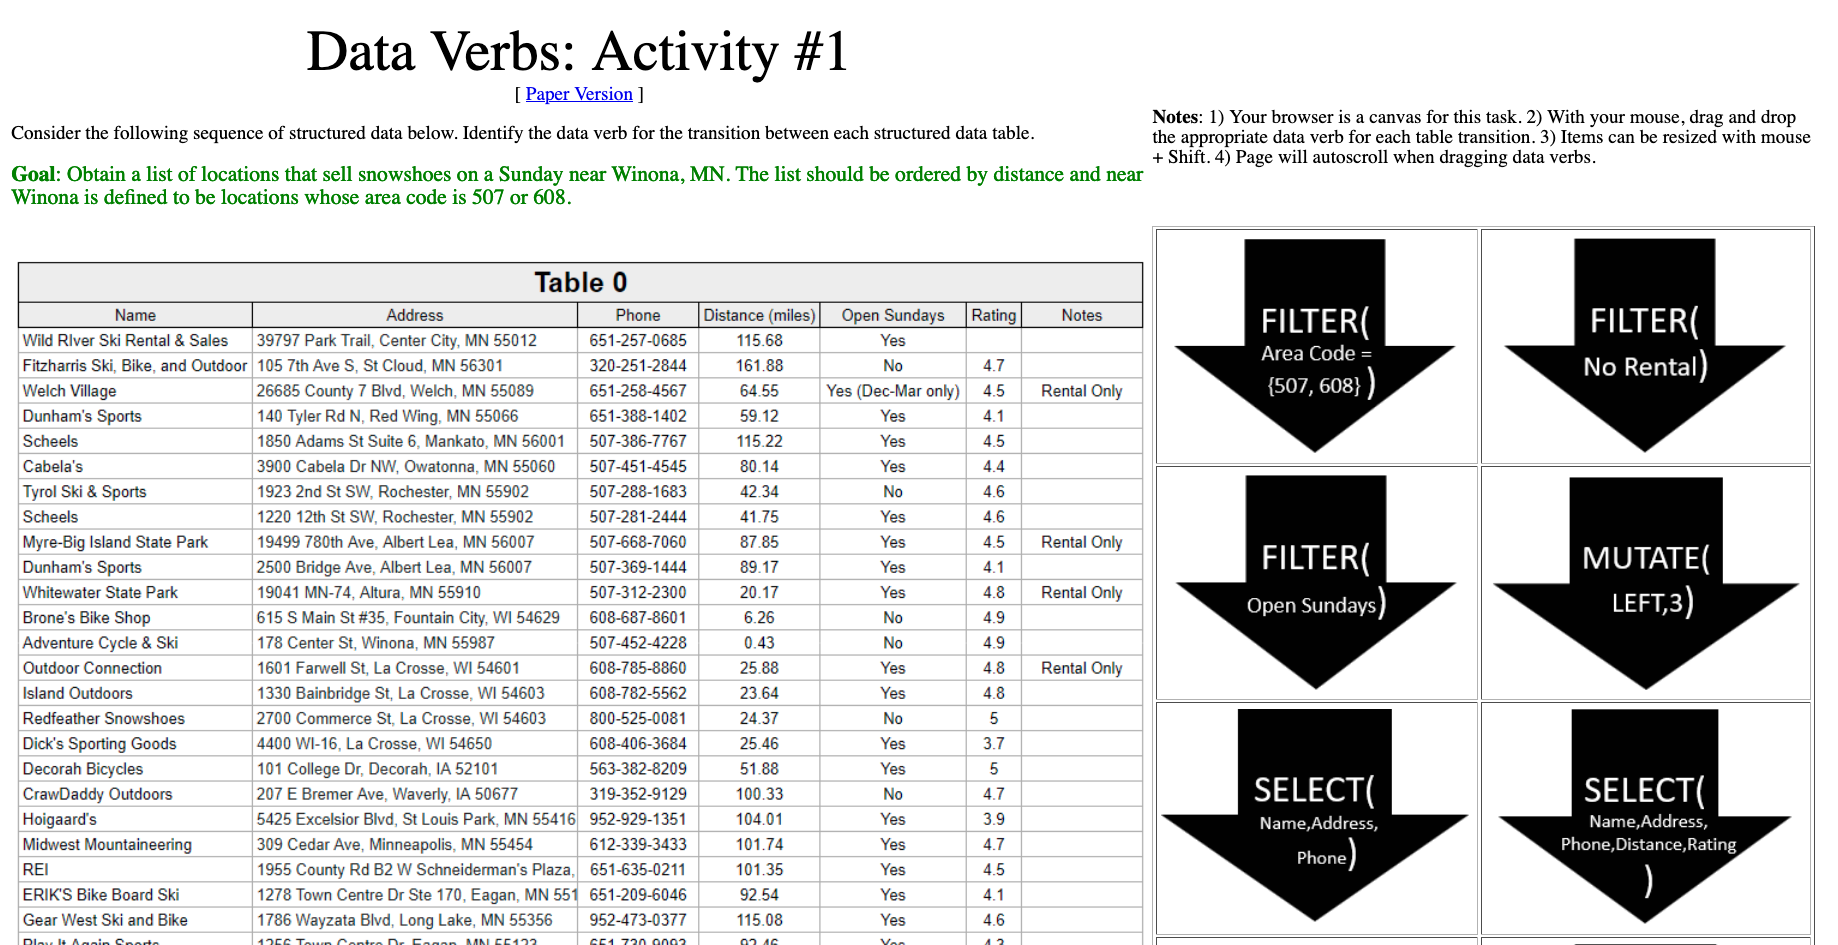 Data Verbs: Activity #1
[ Paper Version ]
Consider the following sequence of structured data below. Identify the data verb for the transition between each structured data table.
Goal: Obtain a list of locations that sell snowshoes on a Sunday near Winona, MN. The list should be ordered by distance and near
Winona is defined to be locations whose area code is 507 or 608.
Notes: 1) Your browser is a canvas for this task. 2) With your mouse, drag and drop
the appropriate data verb for each table transition. 3) Items can be resized with mouse
+ Shift. 4) Page will autoscroll when dragging data verbs.
Table 0
Name Address Phone Distance (miles) Open Sundays Rating Notes
Wild RIver Ski Rental & Sales 39797 Park Trail, Center City, MN 55012 651-257-0685 115.68 Yes
Fitzharris Ski, Bike, and Outdoor 105 7th Ave S, St Cloud, MN 56301 320-251-2844 161.88 No 4.7
Welch Village 26685 County 7 Blvd, Welch, MN 55089 651-258-4567 64.55 Yes (Dec-Mar only) 4.5 Rental Only
Dunham's Sports 140 Tyler Rd N, Red Wing, MN 55066 651-388-1402 59.12 Yes 4.1
Scheels 1850 Adams St Suite 6, Mankato, MN 56001 507-386-7767 115.22 Yes 4.5
Cabela's 3900 Cabela Dr NW, Owatonna, MN 55060 507-451-4545 80.14 Yes 4.4
Tyrol Ski & Sports 1923 2nd St SW, Rochester, MN 55902 507-288-1683 42.34 No 4.6
Scheels 1220 12th St SW, Rochester, MN 55902 507-281-2444 41.75 Yes 4.6
Myre-Big Island State Park 19499 780th Ave, Albert Lea, MN 56007 507-668-7060 87.85 Yes 4.5 Rental Only
Dunham's Sports 2500 Bridge Ave, Albert Lea, MN 56007 507-369-1444 89.17 Yes 4.1
Whitewater State Park 19041 MN-74, Altura, MN 55910 507-312-2300 20.17 Yes 4.8 Rental Only
Brone's Bike Shop 615 S Main St #35, Fountain City, WI 54629 608-687-8601 6.26 No 4.9
Adventure Cycle & Ski 178 Center St, Winona, MN 55987 507-452-4228 0.43 No 4.9
Outdoor Connection 1601 Farwell St, La Crosse, WI 54601 608-785-8860 25.88 Yes 4.8 Rental Only
Island Outdoors 1330 Bainbridge St, La Crosse, WI 54603 608-782-5562 23.64 Yes 4.8
Redfeather Snowshoes 2700 Commerce St, La Crosse, WI 54603 800-525-0081 24.37 No 5
Dick's Sporting Goods 4400 WI-16, La Crosse, WI 54650 608-406-3684 25.46 Yes 3.7
Decorah Bicycles 101 College Dr, Decorah, IA 52101 563-382-8209 51.88 Yes 5
CrawDaddy Outdoors 207 E Bremer Ave, Waverly, IA 50677 319-352-9129 100.33 No 4.7
Hoigaard's 5425 Excelsior Blvd, St Louis Park, MN 55416 952-929-1351 104.01 Yes 3.9
Midwest Mountaineering 309 Cedar Ave, Minneapolis, MN 55454 612-339-3433 101.74 Yes 4.7
REI 1955 County Rd B2 W Schneiderman's Plaza, 651-635-0211 101.35 Yes 4.5
ERIK'S Bike Board Ski 1278 Town Centre Dr Ste 170, Eagan, MN 551 651-209-6046 92.54 Yes 4.1
Gear West Ski and Bike 1786 Wayzata Blvd, Long Lake, MN 55356 952-473-0377 115.08 Yes 4.6
Play It Again Sports 1256 Town Centre Dr, Eagan, MN 55123 651-730-9093 92.46 Yes 4.3
FILTER(
Area Code =
{507, 608} )
FILTER(
No Rental)
FILTER(
Open Sundays)
MUTATE(
LEFT,3)
SELECT(
Name,Address,
Phone)
SELECT(
Name,Address,
Phone,Distance,Rating
)